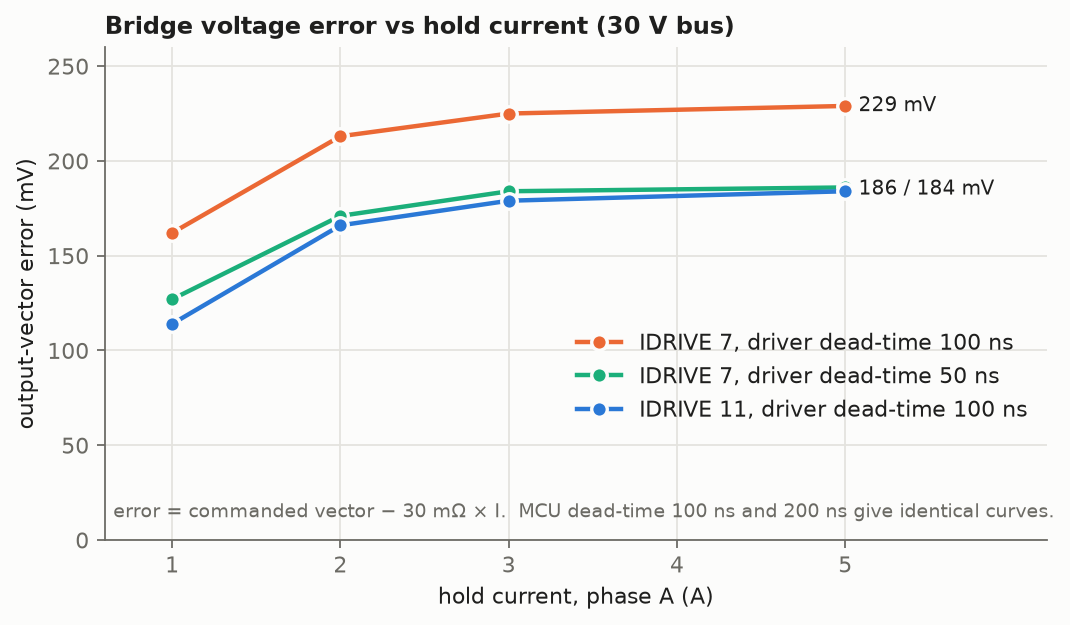 Bridge voltage error vs hold current (30 V bus)
output-vector error (mV)
250
200
150
100
50
0
229 mV
186 / 184 mV
IDRIVE 7, driver dead-time 100 ns
IDRIVE 7, driver dead-time 50 ns
IDRIVE 11, driver dead-time 100 ns
error = commanded vector − 30 mΩ × I.  MCU dead-time 100 ns and 200 ns give identical curves.
1
2
3
4
5
hold current, phase A (A)